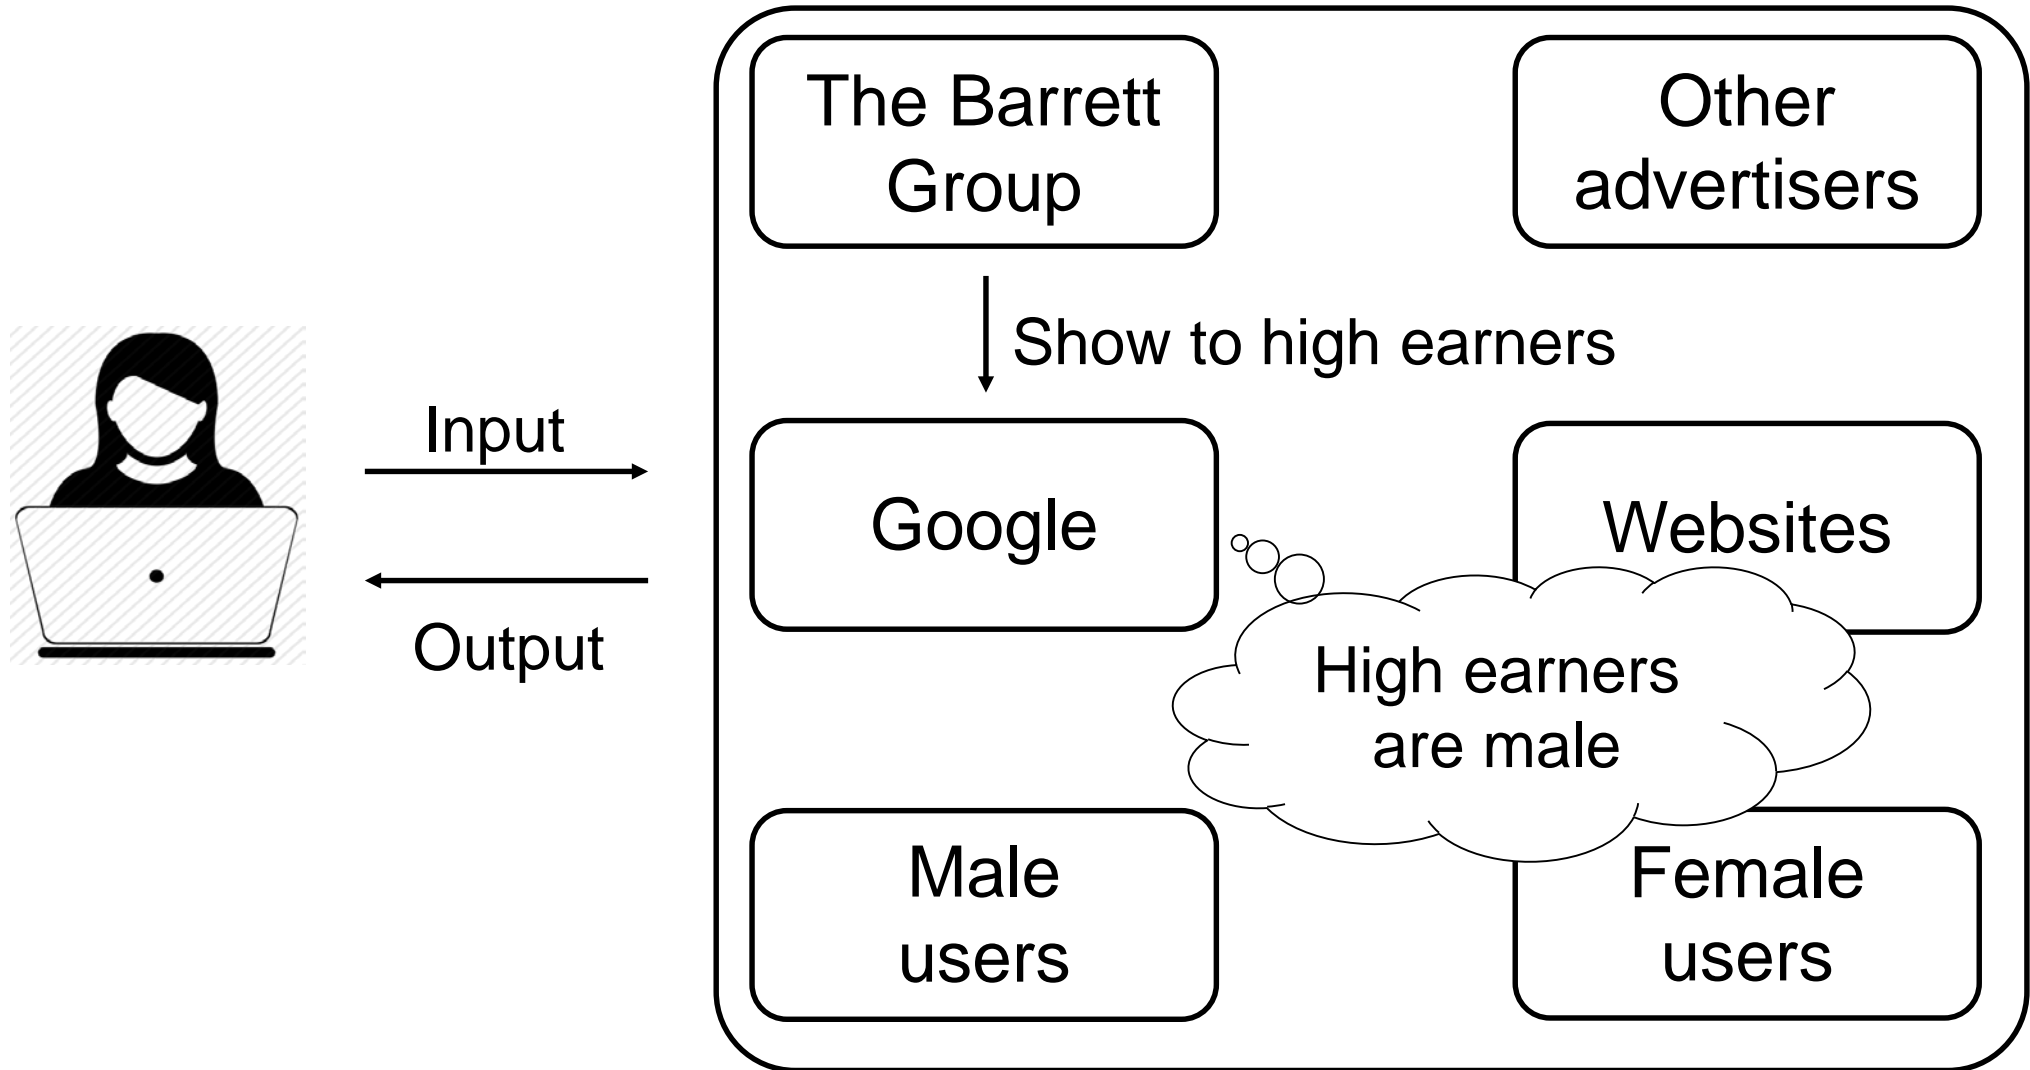 The Barrett
Group
Other
advertisers
Show to high earners
Input
Output
Google
Websites
High earners
are male
Male
users
Female
users